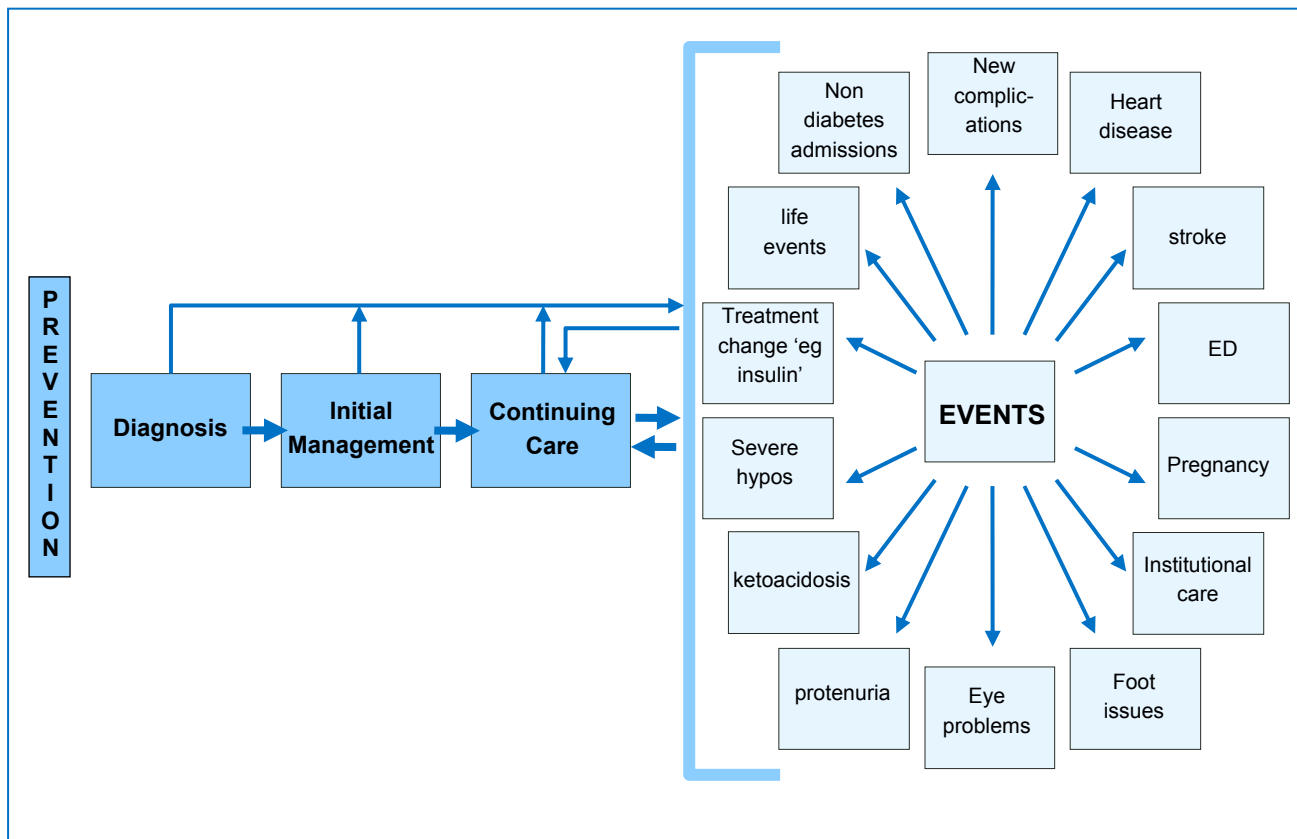 PREVENTION
Diagnosis
Initial
Management
Continuing
Care
Non
diabetes
admissions
New
complic-
ations
Heart
disease
life
events
stroke
Treatment
change ‘eg
insulin’
ED
EVENTS
Severe
hypos
Pregnancy
ketoacidosis
Institutional
care
protenuria
Eye
problems
Foot
issues